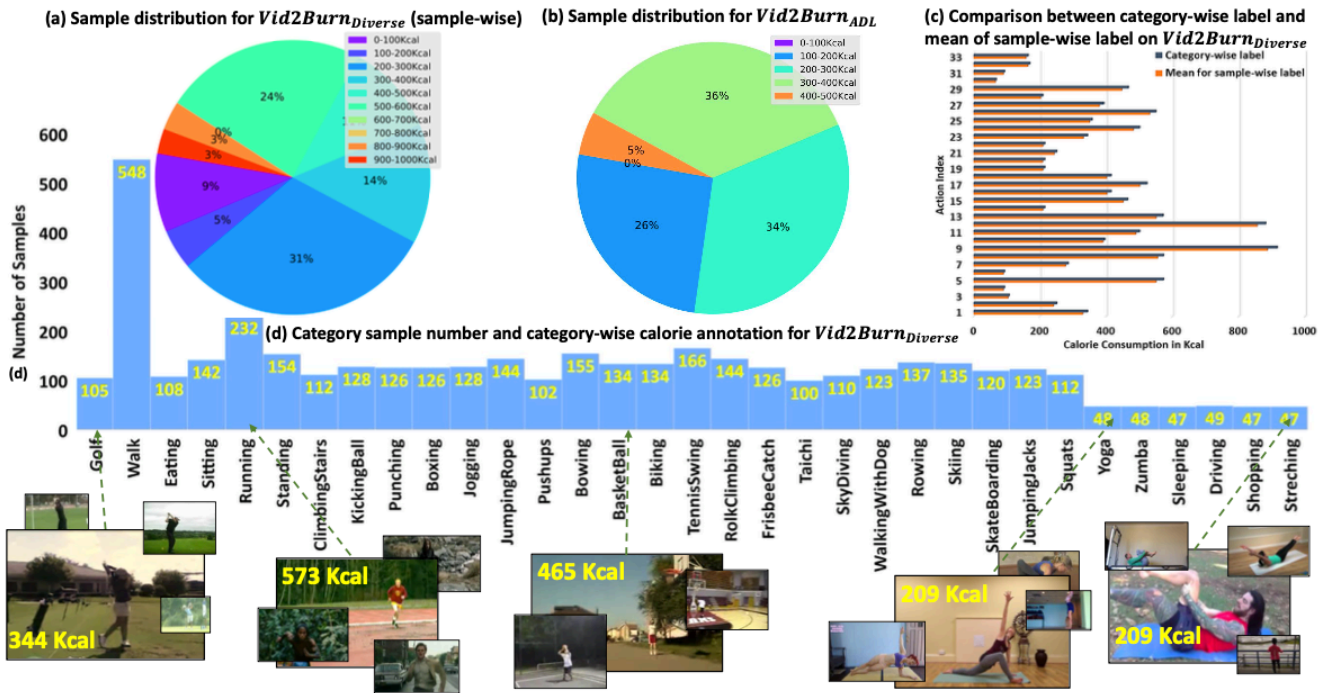 (a) Sample distribution for Vid2Burn_Diverse (sample-wise)
0-100Kcal
100-200Kcal
200-300Kcal
300-400Kcal
400-500Kcal
500-600Kcal
600-700Kcal
700-800Kcal
800-900Kcal
900-1000Kcal
24%
0%
3%
3%
9%
5%
31%
14%
(b) Sample distribution for Vid2Burn_ADL
0-100Kcal
100-200Kcal
200-300Kcal
300-400Kcal
400-500Kcal
36%
5%
0%
26%
34%
(c) Comparison between category-wise label and
mean of sample-wise label on Vid2Burn_Diverse
Category-wise label
Mean for sample-wise label
Action Index
33
31
29
27
25
23
21
19
17
15
13
11
9
7
5
3
1
0 200 400 600 800 1000
Calorie Consumption in Kcal
(d) Category sample number and category-wise calorie annotation for Vid2Burn_Diverse
(d)
Number of Samples
600
500
400
300
200
100
0
105 548 108 142 232 154 112 128 126 126 128 144 102 155 134 134 166 144 126 100 110 123 137 135 120 123 112 48 48 47 49 47 47
Golf
Walk
Eating
Sitting
Running
Standing
ClimbingStairs
KickingBall
Punching
Boxing
Jogging
JumpingRope
Pushups
Bowing
BasketBall
Biking
TennisSwing
RolkClimbing
FrisbeeCatch
Taichi
SkyDiving
WalkingWithDog
Rowing
Skiing
SkateBoarding
JumpingJacks
Squats
Yoga
Zumba
Sleeping
Driving
Shopping
Streching
344 Kcal
573 Kcal
465 Kcal
209 Kcal
209 Kcal